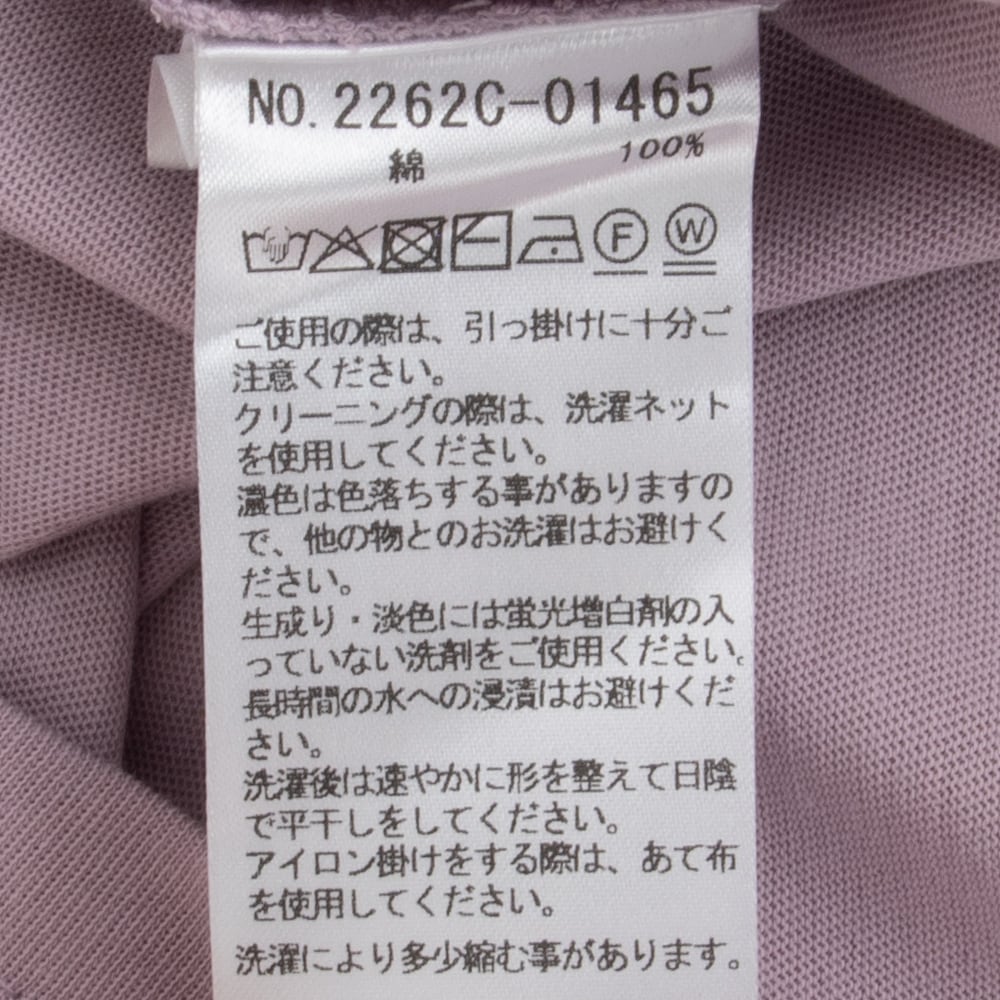 NO. 2262C-01465
綿 100%
F W
ご使用の際は、引っ掛けに十分ご
注意ください。
クリーニングの際は、洗濯ネット
を使用してください。
濃色は色落ちする事がありますの
で、他の物とのお洗濯はお避けく
ださい。
生成り・淡色には蛍光増白剤の入
っていない洗剤をご使用ください。
長時間の水への浸漬はお避けくだ
さい。
洗濯後は速やかに形を整えて日陰
で平干しをしてください。
アイロン掛けをする際は、あて布
を使用してください。
洗濯により多少縮む事があります。